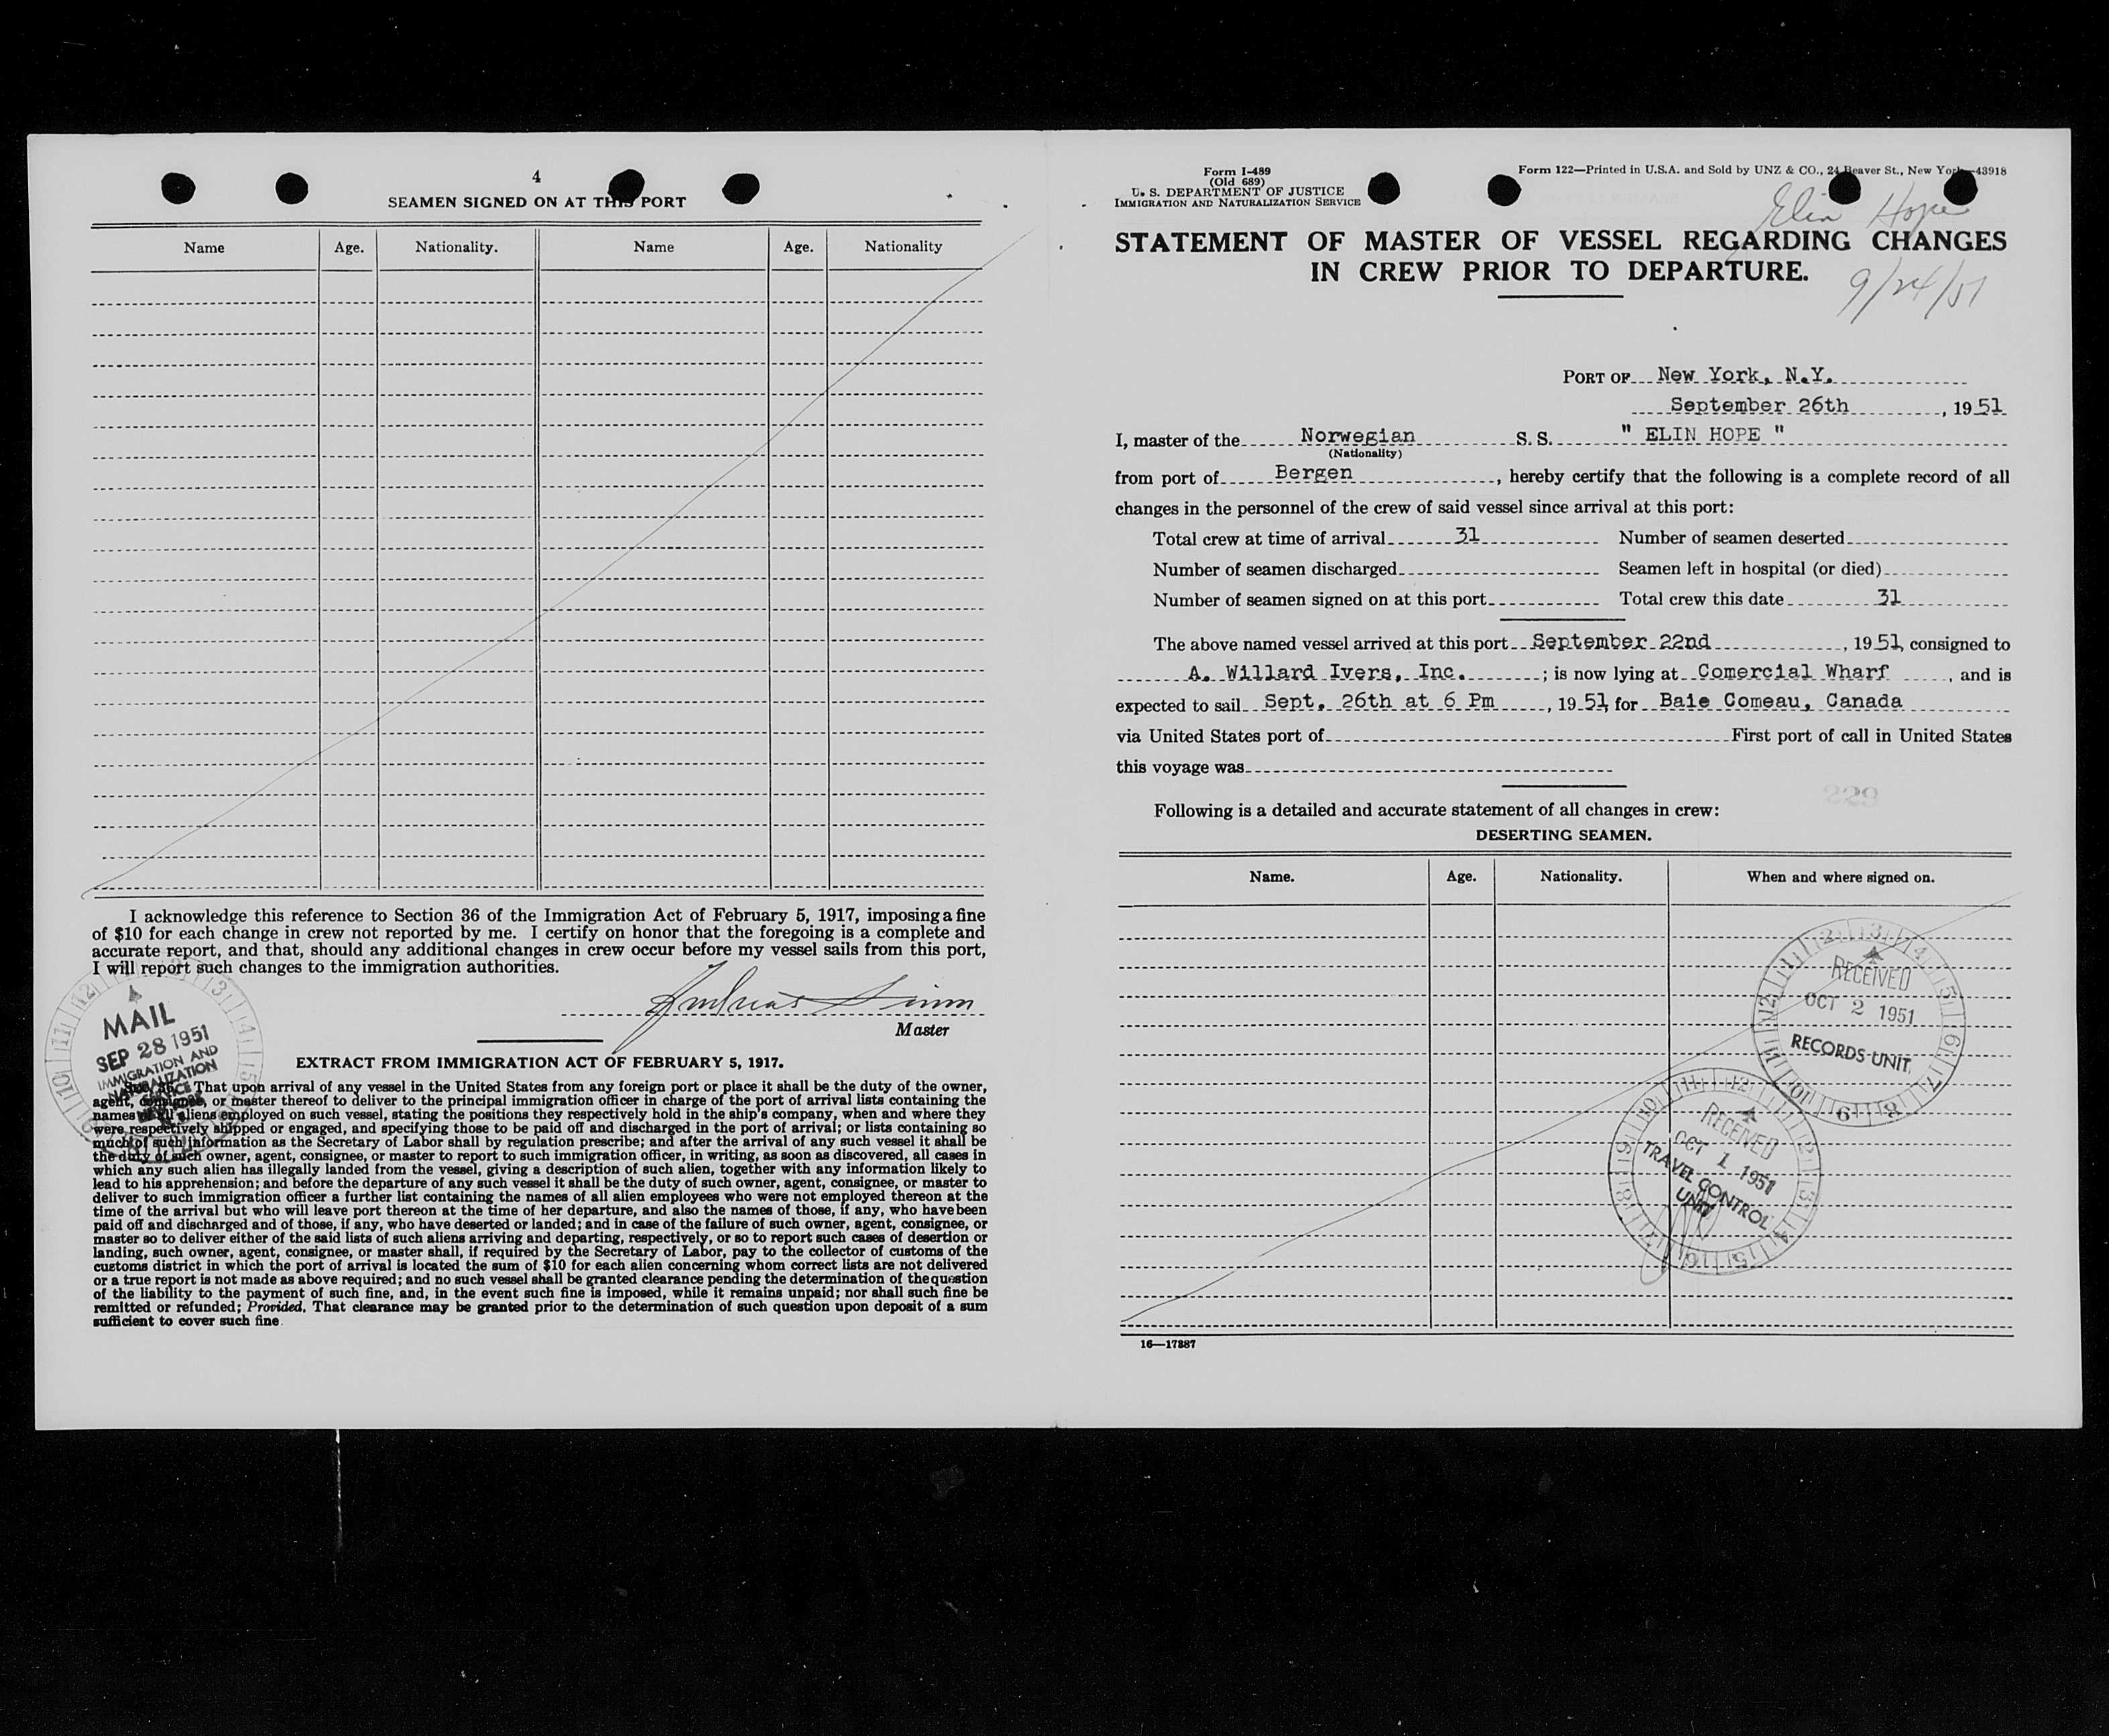 4
SEAMEN SIGNED ON AT THIS PORT
Name Age. Nationality. Name Age. Nationality
I acknowledge this reference to Section 36 of the Immigration Act of February 5, 1917, imposing a fine
of $10 for each change in crew not reported by me. I certify on honor that the foregoing is a complete and
accurate report, and that, should any additional changes in crew occur before my vessel sails from this port,
I will report such changes to the immigration authorities.
Andreas
Master
MAIL
SEP 28 1951
IMMIGRATION AND
NATURALIZATION
SERVICE
EXTRACT FROM IMMIGRATION ACT OF FEBRUARY 5, 1917.
That upon arrival of any vessel in the United States from any foreign port or place it shall be the duty of the owner,
agent, consignee, or master thereof to deliver to the principal immigration officer in charge of the port of arrival lists containing the
names of all aliens employed on such vessel, stating the positions they respectively hold in the ship's company, when and where they
were respectively shipped or engaged, and specifying those to be paid off and discharged in the port of arrival; or lists containing so
much of such information as the Secretary of Labor shall by regulation prescribe; and after the arrival of any such vessel it shall be
the duty of such owner, agent, consignee, or master to report to such immigration officer, in writing, as soon as discovered, all cases in
which any such alien has illegally landed from the vessel, giving a description of such alien, together with any information likely to
lead to his apprehension; and before the departure of any such vessel it shall be the duty of such owner, agent, consignee, or master to
deliver to such immigration officer a further list containing the names of all alien employees who were not employed thereon at the
time of the arrival but who will leave port thereon at the time of her departure, and also the names of those, if any, who have been
paid off and discharged and of those, if any, who have deserted or landed; and in case of the failure of such owner, agent, consignee, or
master so to deliver either of the said lists of such aliens arriving and departing, respectively, or so to report such cases of desertion or
landing, such owner, agent, consignee, or master shall, if required by the Secretary of Labor, pay to the collector of customs of the
customs district in which the port of arrival is located the sum of $10 for each alien concerning whom correct lists are not delivered
or a true report is not made as above required; and no such vessel shall be granted clearance pending the determination of the question
of the liability to the payment of such fine, and, in the event such fine is imposed, while it remains unpaid; nor shall such fine be
remitted or refunded; Provided, That clearance may be granted prior to the determination of such question upon deposit of a sum
sufficient to cover such fine.
Form I-489
(Old 689)
U. S. DEPARTMENT OF JUSTICE
IMMIGRATION AND NATURALIZATION SERVICE
Form 122—Printed in U.S.A. and Sold by UNZ & CO., 24 Beaver St., New York—43918
Elin Hope
STATEMENT OF MASTER OF VESSEL REGARDING CHANGES
IN CREW PRIOR TO DEPARTURE.
9/24/51
PORT OF New York, N.Y.
September 26th, 1951
I, master of the Norwegian S. S. " ELIN HOPE "
(Nationality)
from port of Bergen, hereby certify that the following is a complete record of all
changes in the personnel of the crew of said vessel since arrival at this port:
Total crew at time of arrival 31 Number of seamen deserted
Number of seamen discharged Seamen left in hospital (or died)
Number of seamen signed on at this port Total crew this date 31
The above named vessel arrived at this port September 22nd, 1951, consigned to
A. Willard Ivers, Inc.; is now lying at Comercial Wharf, and is
expected to sail Sept. 26th at 6 Pm, 1951, for Baie Comeau, Canada
via United States port of First port of call in United States
this voyage was
229
Following is a detailed and accurate statement of all changes in crew:
DESERTING SEAMEN.
Name. Age. Nationality. When and where signed on.
RECEIVED
OCT 2 1951
RECORDS UNIT
RECEIVED
OCT 1 1951
TRAVEL CONTROL
UNIT
16—17887